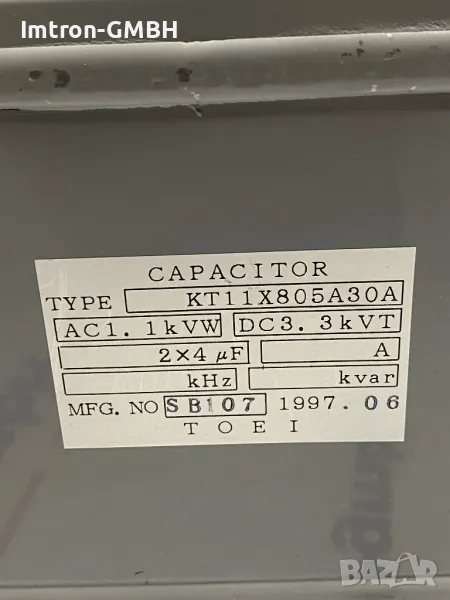 Imtron-GMBH
CAPACITOR
TYPE KT11X805A30A
AC1.1kVW DC3.3kVT
2×4 μF A
kHz kvar
MFG. NO SB107 1997.06
TOEI
BAZAR